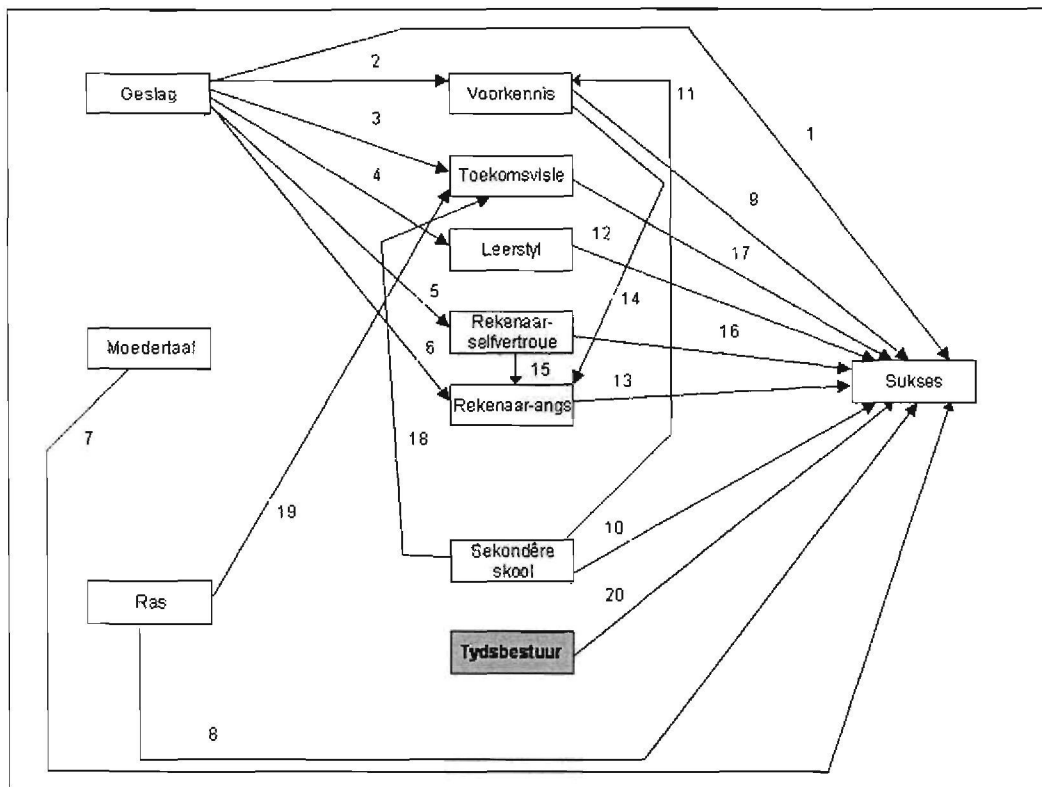 Geslag
2
Voorkennis
11
1
3
4
Toekomsvisie
9
12
17
Leerstyl
5
14
Rekenaar-
selfvertroue
16
6
15
Moedertaal
Rekenaar-angs
13
Sukses
7
18
19
10
Sekondêre
skool
Ras
20
Tydsbestuur
8